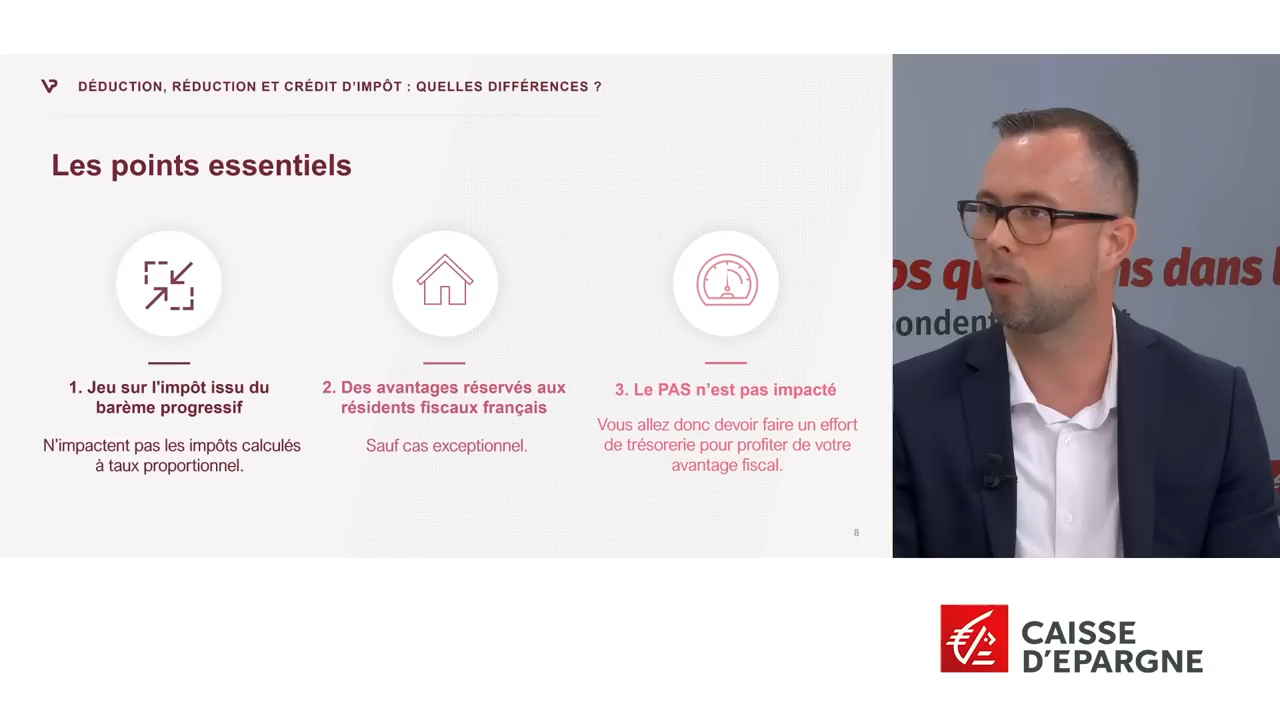 DÉDUCTION, RÉDUCTION ET CRÉDIT D'IMPÔT : QUELLES DIFFÉRENCES ?
Les points essentiels
1. Jeu sur l'impôt issu du
barème progressif
N'impactent pas les impôts calculés
à taux proportionnel.
2. Des avantages réservés aux
résidents fiscaux français
Sauf cas exceptionnel.
3. Le PAS n’est pas impacté
Vous allez donc devoir faire un effort
de trésorerie pour profiter de votre
avantage fiscal.
8
dans
CAISSE
D'EPARGNE